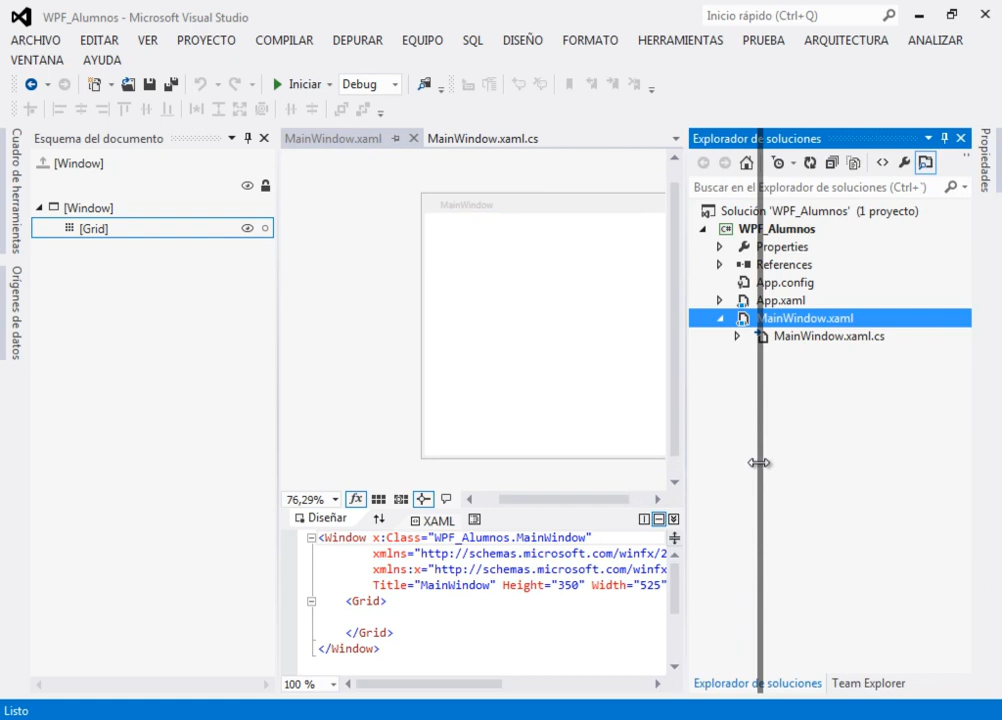 WPF_Alumnos - Microsoft Visual Studio
Inicio rápido (Ctrl+Q)
ARCHIVO EDITAR VER PROYECTO COMPILAR DEPURAR EQUIPO SQL DISEÑO FORMATO HERRAMIENTAS PRUEBA ARQUITECTURA ANALIZAR
VENTANA AYUDA
Iniciar Debug
Cuadro de herramientas
Orígenes de datos
Esquema del documento
[Window]
[Window]
[Grid]
MainWindow.xaml MainWindow.xaml.cs
MainWindow
76,29%
Diseñar XAML
<Window x:Class="WPF_Alumnos.MainWindow"
xmlns="http://schemas.microsoft.com/winfx/2
xmlns:x="http://schemas.microsoft.com/winfx
Title="MainWindow" Height="350" Width="525"
<Grid>
</Grid>
</Window>
100 %
Explorador de soluciones
Buscar en el Explorador de soluciones (Ctrl+`)
Solución 'WPF_Alumnos' (1 proyecto)
WPF_Alumnos
Properties
References
App.config
App.xaml
MainWindow.xaml
MainWindow.xaml.cs
Explorador de soluciones Team Explorer
Propiedades
Listo